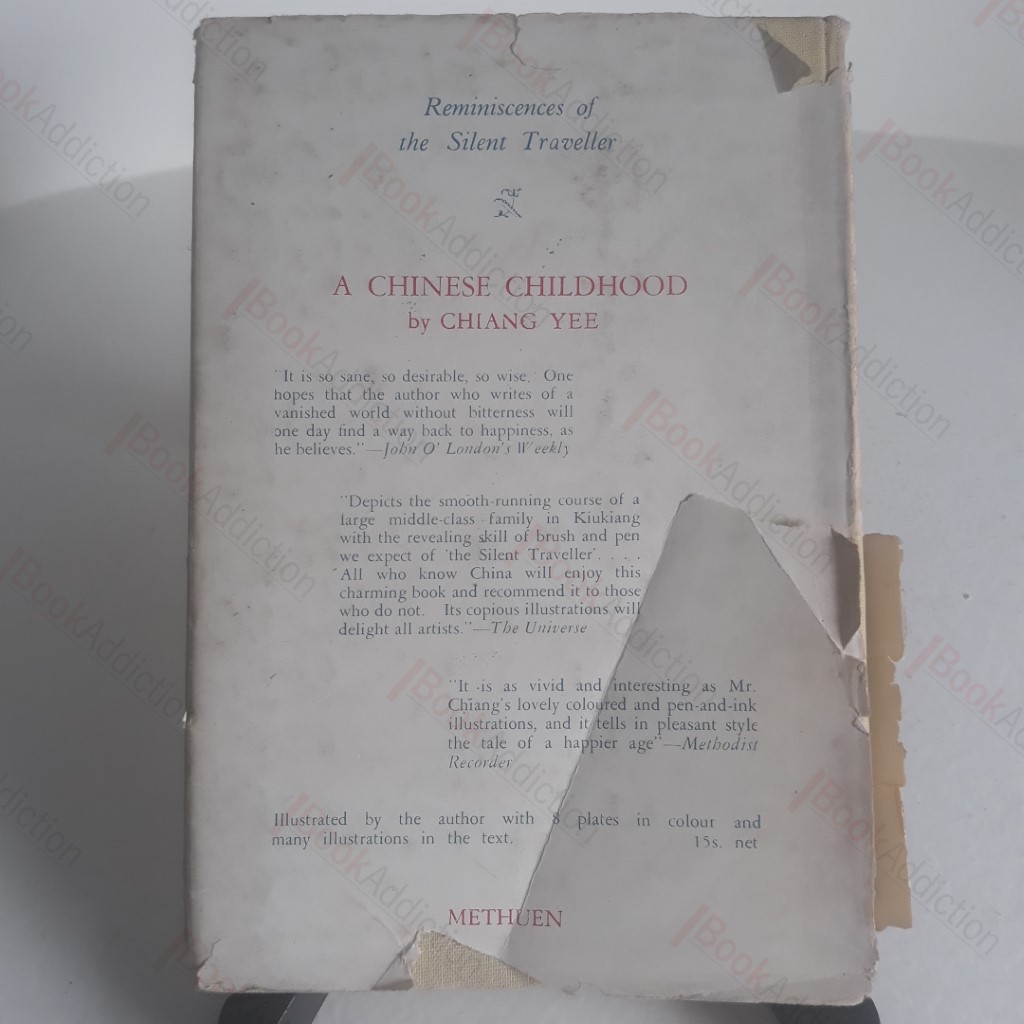 Reminiscences of
the Silent Traveller
A CHINESE CHILDHOOD
by CHIANG YEE
"It is so sane, so desirable, so wise. One
hopes that the author who writes of a
vanished world without bitterness will
one day find a way back to happiness, as
he believes."—John O' London's Weekly
"Depicts the smooth-running course of a
large middle-class family in Kiukiang
with the revealing skill of brush and pen
we expect of 'the Silent Traveller'. . . .
All who know China will enjoy this
charming book and recommend it to those
who do not. Its copious illustrations will
delight all artists."—The Universe
"It is as vivid and interesting as Mr.
Chiang's lovely coloured and pen-and-ink
illustrations, and it tells in pleasant style
the tale of a happier age"—Methodist
Recorder
Illustrated by the author with 8 plates in colour and
many illustrations in the text. 15s. net
METHUEN
BookAddiction